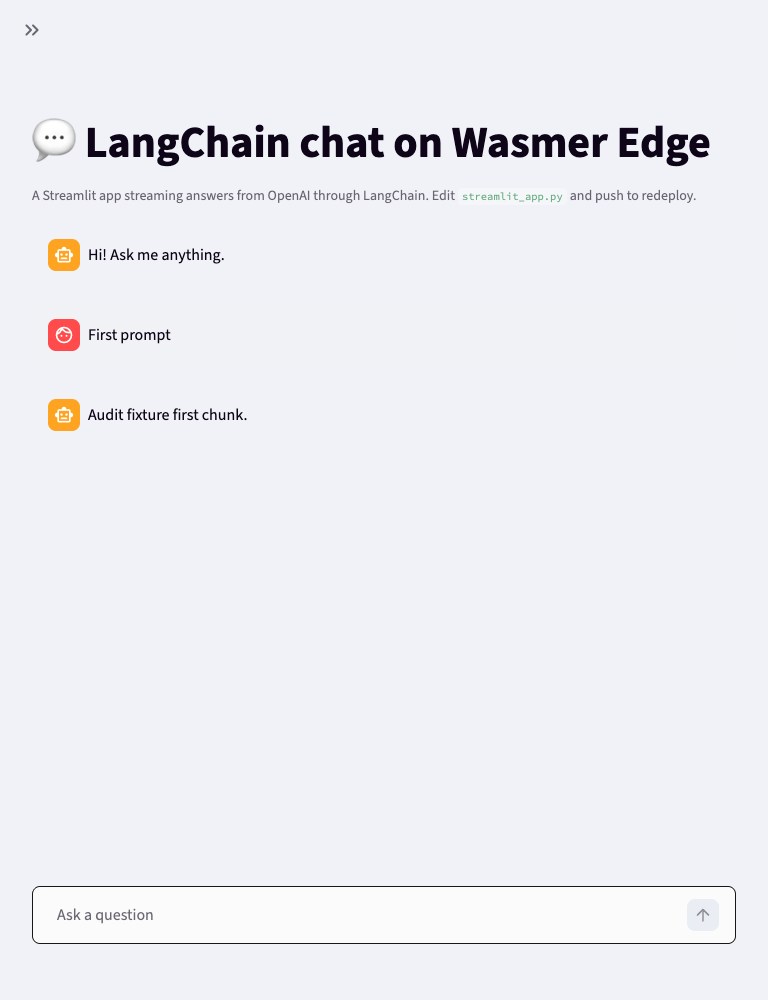 LangChain chat on Wasmer Edge
A Streamlit app streaming answers from OpenAI through LangChain. Edit streamlit_app.py and push to redeploy.
Hi! Ask me anything.
First prompt
Audit fixture first chunk.
Ask a question